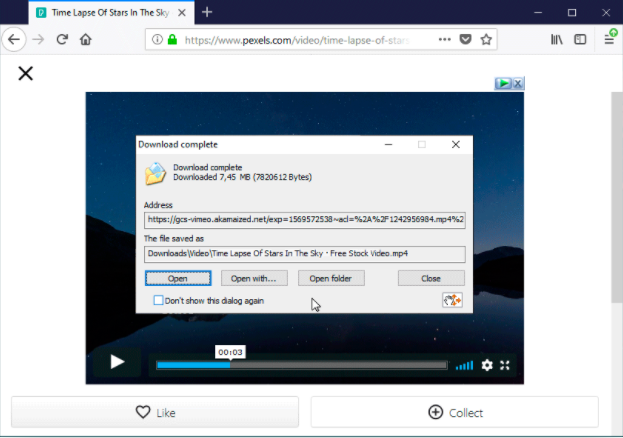 Time Lapse Of Stars In The Sky
https://www.pexels.com/video/time-lapse-of-stars
Download complete
Download complete
Downloaded 7,45 MB (7820612 Bytes)
Address
https://gcs-vimeo.akamaized.net/exp=1569572538~acl=%2A%2F1242956984.mp4%2
The file saved as
Downloads\Video\Time Lapse Of Stars In The Sky · Free Stock Video.mp4
Open Open with... Open folder Close
Don't show this dialog again
00:03
Like Collect